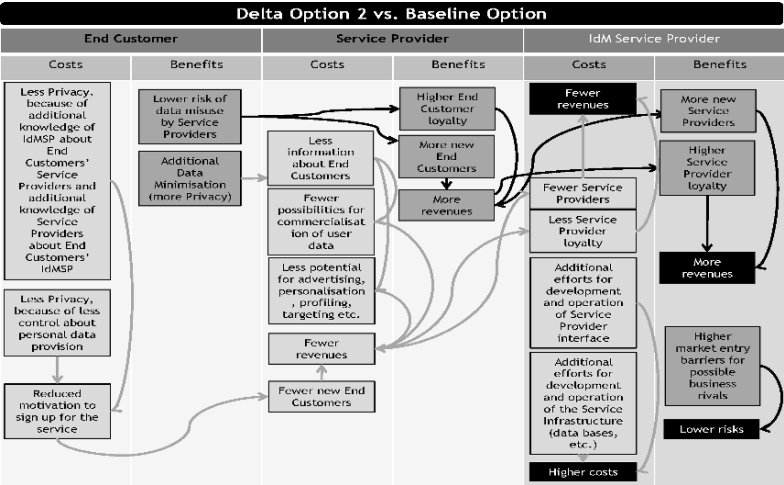 Delta Option 2 vs. Baseline Option
End Customer
Service Provider
IdM Service Provider
Costs
Benefits
Costs
Benefits
Costs
Benefits
Less Privacy,
because of
additional
knowledge of
IdMSP about
End
Customers'
Service
Providers and
additional
knowledge of
Service
Providers
about End
Customers'
IdMSP
Less Privacy,
because of less
control about
personal data
provision
Reduced
motivation to
sign up for the
service
Lower risk of
data misuse
by Service
Providers
Additional
Data
Minimisation
(more Privacy)
Less
information
about End
Customers
Fewer
possibilities for
commercialisat
ion of user
data
Less potential
for advertising,
personalisation
, profiling,
targeting etc.
Fewer
revenues
Fewer new End
Customers
Higher End
Customer
loyalty
More new
End
Customers
More
revenues
Fewer
revenues
Fewer Service
Providers
Less Service
Provider
loyalty
Additional
efforts for
development
and operation
of Service
Provider
interface
Additional
efforts for
development
and operation
of the Service
Infrastructure
(data bases,
etc.)
Higher costs
More new
Service
Providers
Higher
Service
Provider
loyalty
More
revenues
Higher
market entry
barriers for
possible
business
rivals
Lower risks